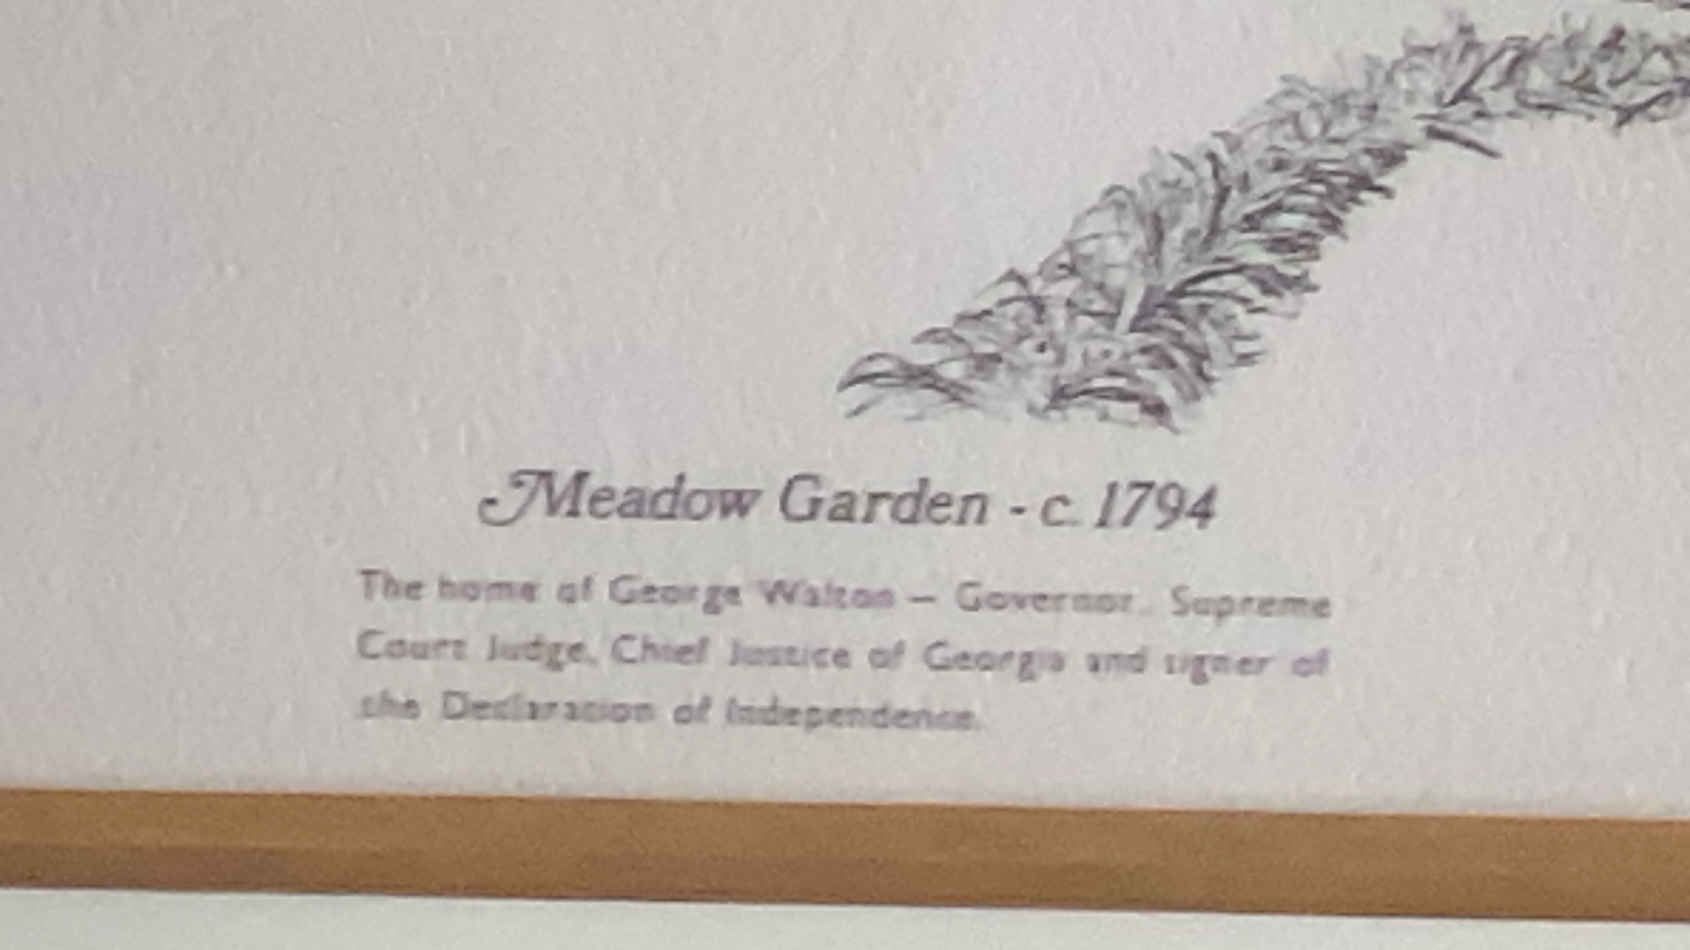 Meadow Garden - c. 1794
The home of George Walton – Governor, Supreme
Court Judge, Chief Justice of Georgia and signer of
the Declaration of Independence.